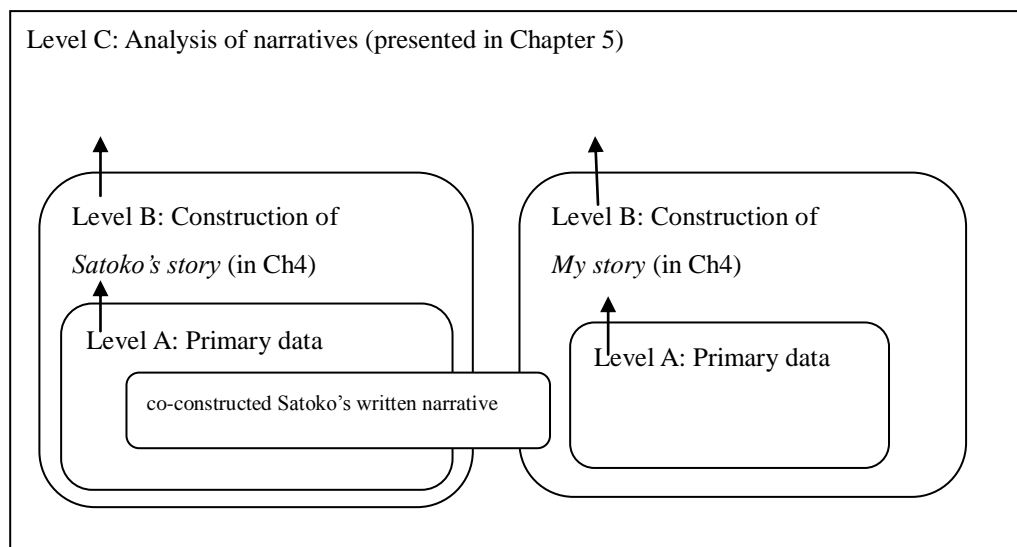 Level C: Analysis of narratives (presented in Chapter 5)
Level B: Construction of
Satoko’s story (in Ch4)
Level A: Primary data
co-constructed Satoko’s written narrative
Level B: Construction of
My story (in Ch4)
Level A: Primary data